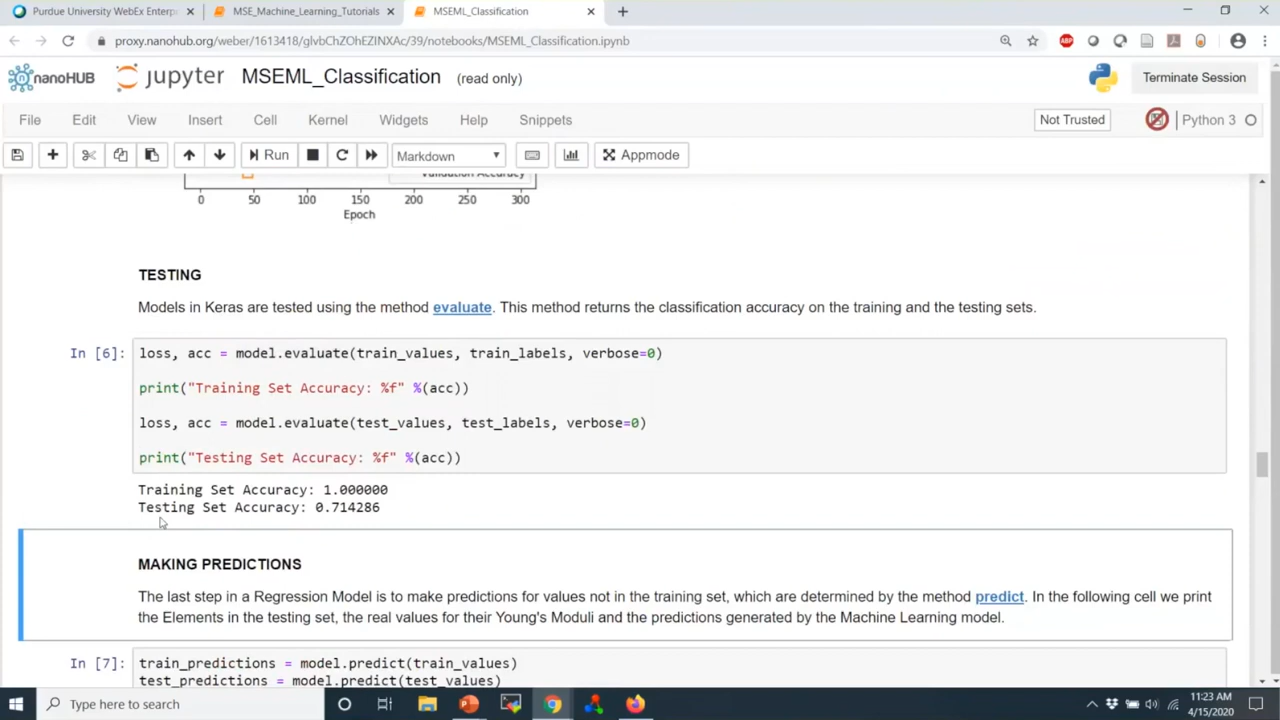 Purdue University WebEx Enterp
MSE_Machine_Learning_Tutorials
MSEML_Classification
proxy.nanohub.org/weber/1613418/glvbChZOhEZINXAc/39/notebooks/MSEML_Classification.ipynb
ABP
nanoHUB
jupyter
MSEML_Classification
(read only)
Terminate Session
File Edit View Insert Cell Kernel Widgets Help Snippets
Not Trusted
Python 3
Run
Markdown
Appmode
Validation Accuracy
0 50 100 150 200 250 300
Epoch
TESTING
Models in Keras are tested using the method evaluate. This method returns the classification accuracy on the training and the testing sets.
In [6]: loss, acc = model.evaluate(train_values, train_labels, verbose=0)
print("Training Set Accuracy: %f" %(acc))
loss, acc = model.evaluate(test_values, test_labels, verbose=0)
print("Testing Set Accuracy: %f" %(acc))
Training Set Accuracy: 1.000000
Testing Set Accuracy: 0.714286
MAKING PREDICTIONS
The last step in a Regression Model is to make predictions for values not in the training set, which are determined by the method predict. In the following cell we print
the Elements in the testing set, the real values for their Young's Moduli and the predictions generated by the Machine Learning model.
In [7]: train_predictions = model.predict(train_values)
test_predictions = model.predict(test_values)
Type here to search
11:23 AM
4/15/2020